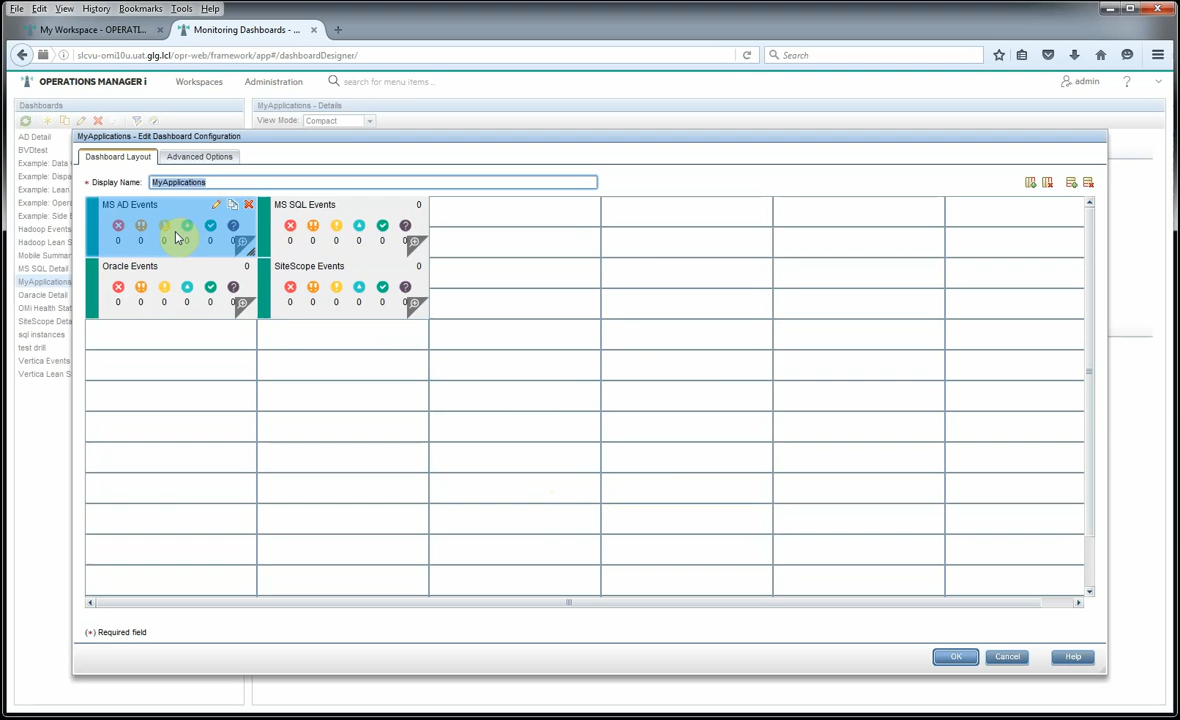 File Edit View History Bookmarks Tools Help
My Workspace - OPERATI...
Monitoring Dashboards - ...
slcvu-omi10u.uat.glg.lcl/opr-web/framework/app#/dashboardDesigner/
Search
OPERATIONS MANAGER i
Workspaces
Administration
search for menu items ..
admin
?
Dashboards
MyApplications - Details
View Mode: Compact
AD Detail
BVDtest
Example: Data
Example: Dispa
Example: Lean
Example: Oper
Example: Side B
Hadoop Events
Hadoop Lean S
Mobile Summar
MS SQL Detail
MyApplications
Oaracle Detail
OMi Health Stat
SiteScope Deta
sql instances
test drill
Vertica Events
Vertica Lean S
MyApplications - Edit Dashboard Configuration
Dashboard Layout
Advanced Options
* Display Name: MyApplications
MS AD Events
0 0 0 0 0 0
MS SQL Events 0
0 0 0 0 0 0
Oracle Events 0
0 0 0 0 0 0
SiteScope Events 0
0 0 0 0 0 0
(*) Required field
OK
Cancel
Help